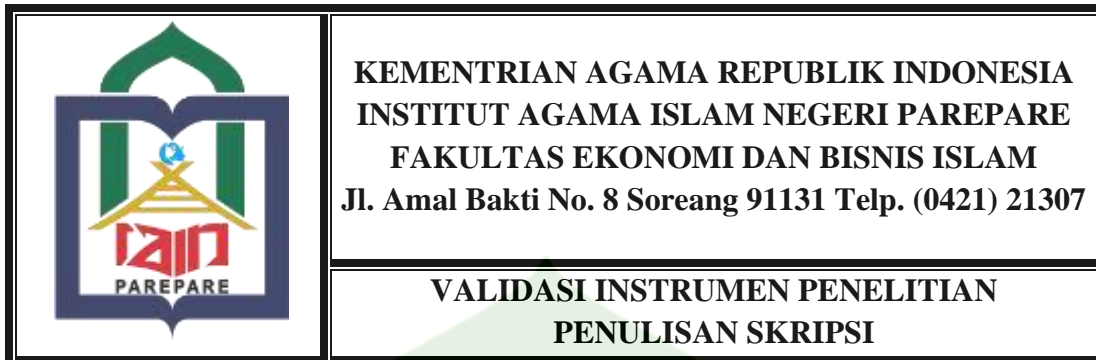 iain
PAREPARE
KEMENTRIAN AGAMA REPUBLIK INDONESIA
INSTITUT AGAMA ISLAM NEGERI PAREPARE
FAKULTAS EKONOMI DAN BISNIS ISLAM
Jl. Amal Bakti No. 8 Soreang 91131 Telp. (0421) 21307
VALIDASI INSTRUMEN PENELITIAN
PENULISAN SKRIPSI